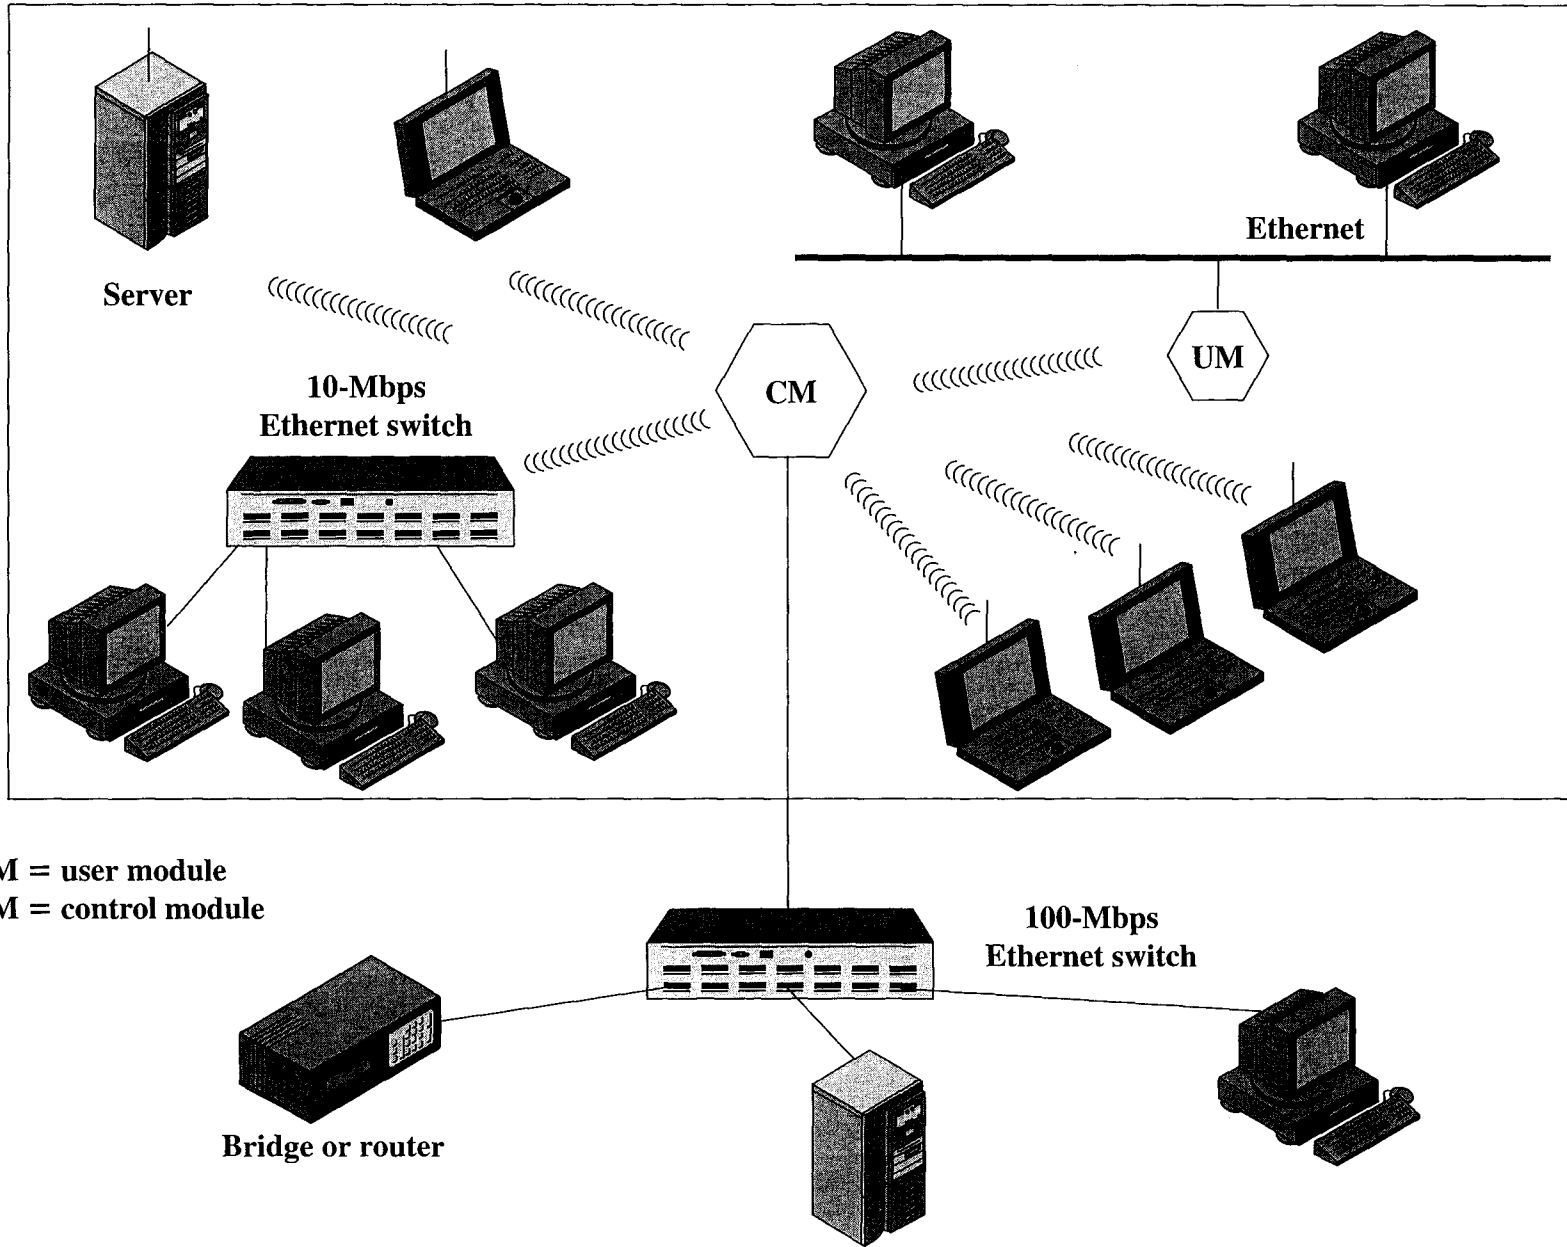 Ethernet
Server
UM
10-Mbps
Ethernet switch
CM
M = user module
M = control module
100-Mbps
Ethernet switch
Bridge or router